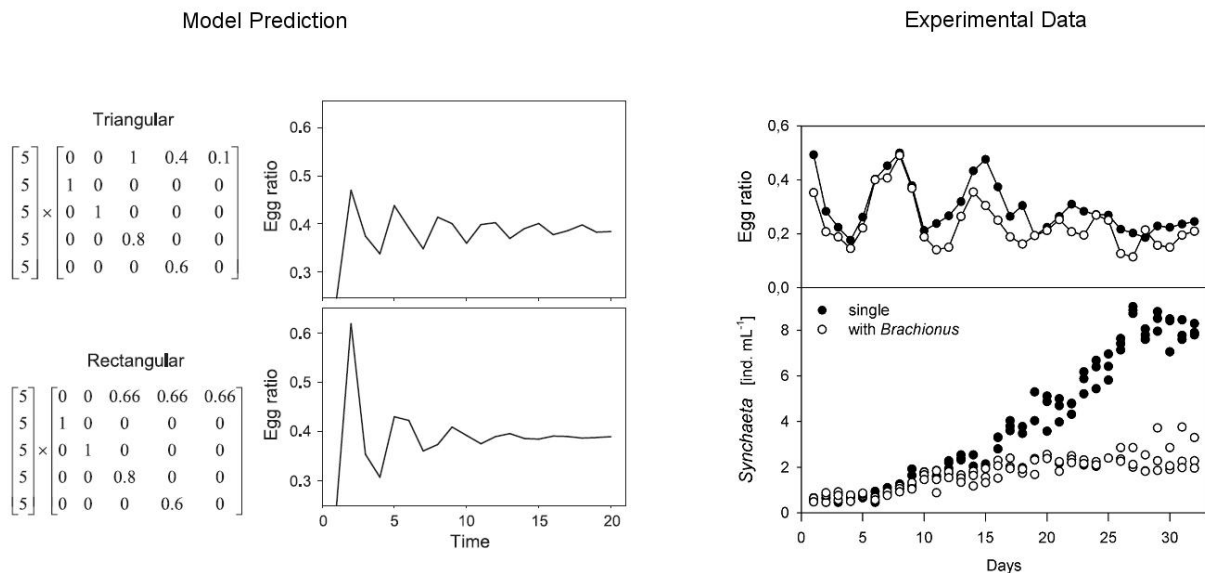 Model Prediction
Experimental Data
Triangular
5 0 0 1 0.4 0.1
5 1 0 0 0 0
5 × 0 1 0 0 0
5 0 0 0.8 0 0
5 0 0 0 0.6 0
Egg ratio
0.6
0.5
0.4
0.3
Rectangular
5 0 0 0.66 0.66 0.66
5 1 0 0 0 0
5 × 0 1 0 0 0
5 0 0 0.8 0 0
5 0 0 0 0.6 0
Egg ratio
0.6
0.5
0.4
0.3
0 5 10 15 20
Time
Egg ratio
0,6
0,4
0,2
0,0
single
with Brachionus
Synchaeta [ind. mL⁻¹]
8
6
4
2
0
0 5 10 15 20 25 30
Days